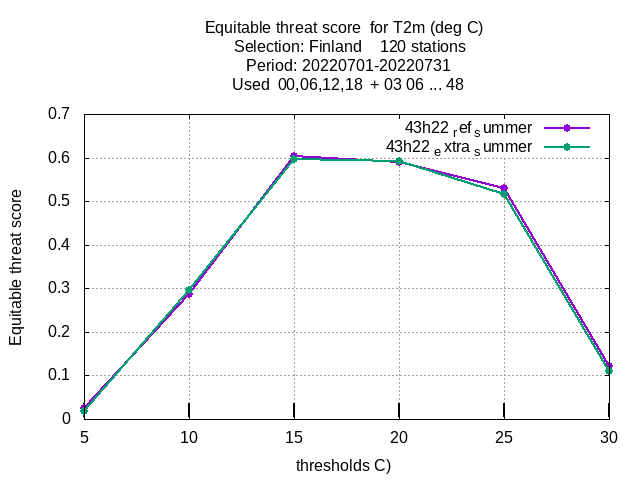 Equitable threat score  for T2m (deg C)
Selection: Finland    120 stations
Period: 20220701-20220731
Used  00,06,12,18  + 03 06 ... 48
43h22 ref summer
43h22 extra summer
Equitable threat score
0.7
0.6
0.5
0.4
0.3
0.2
0.1
0
5 10 15 20 25 30
thresholds C)